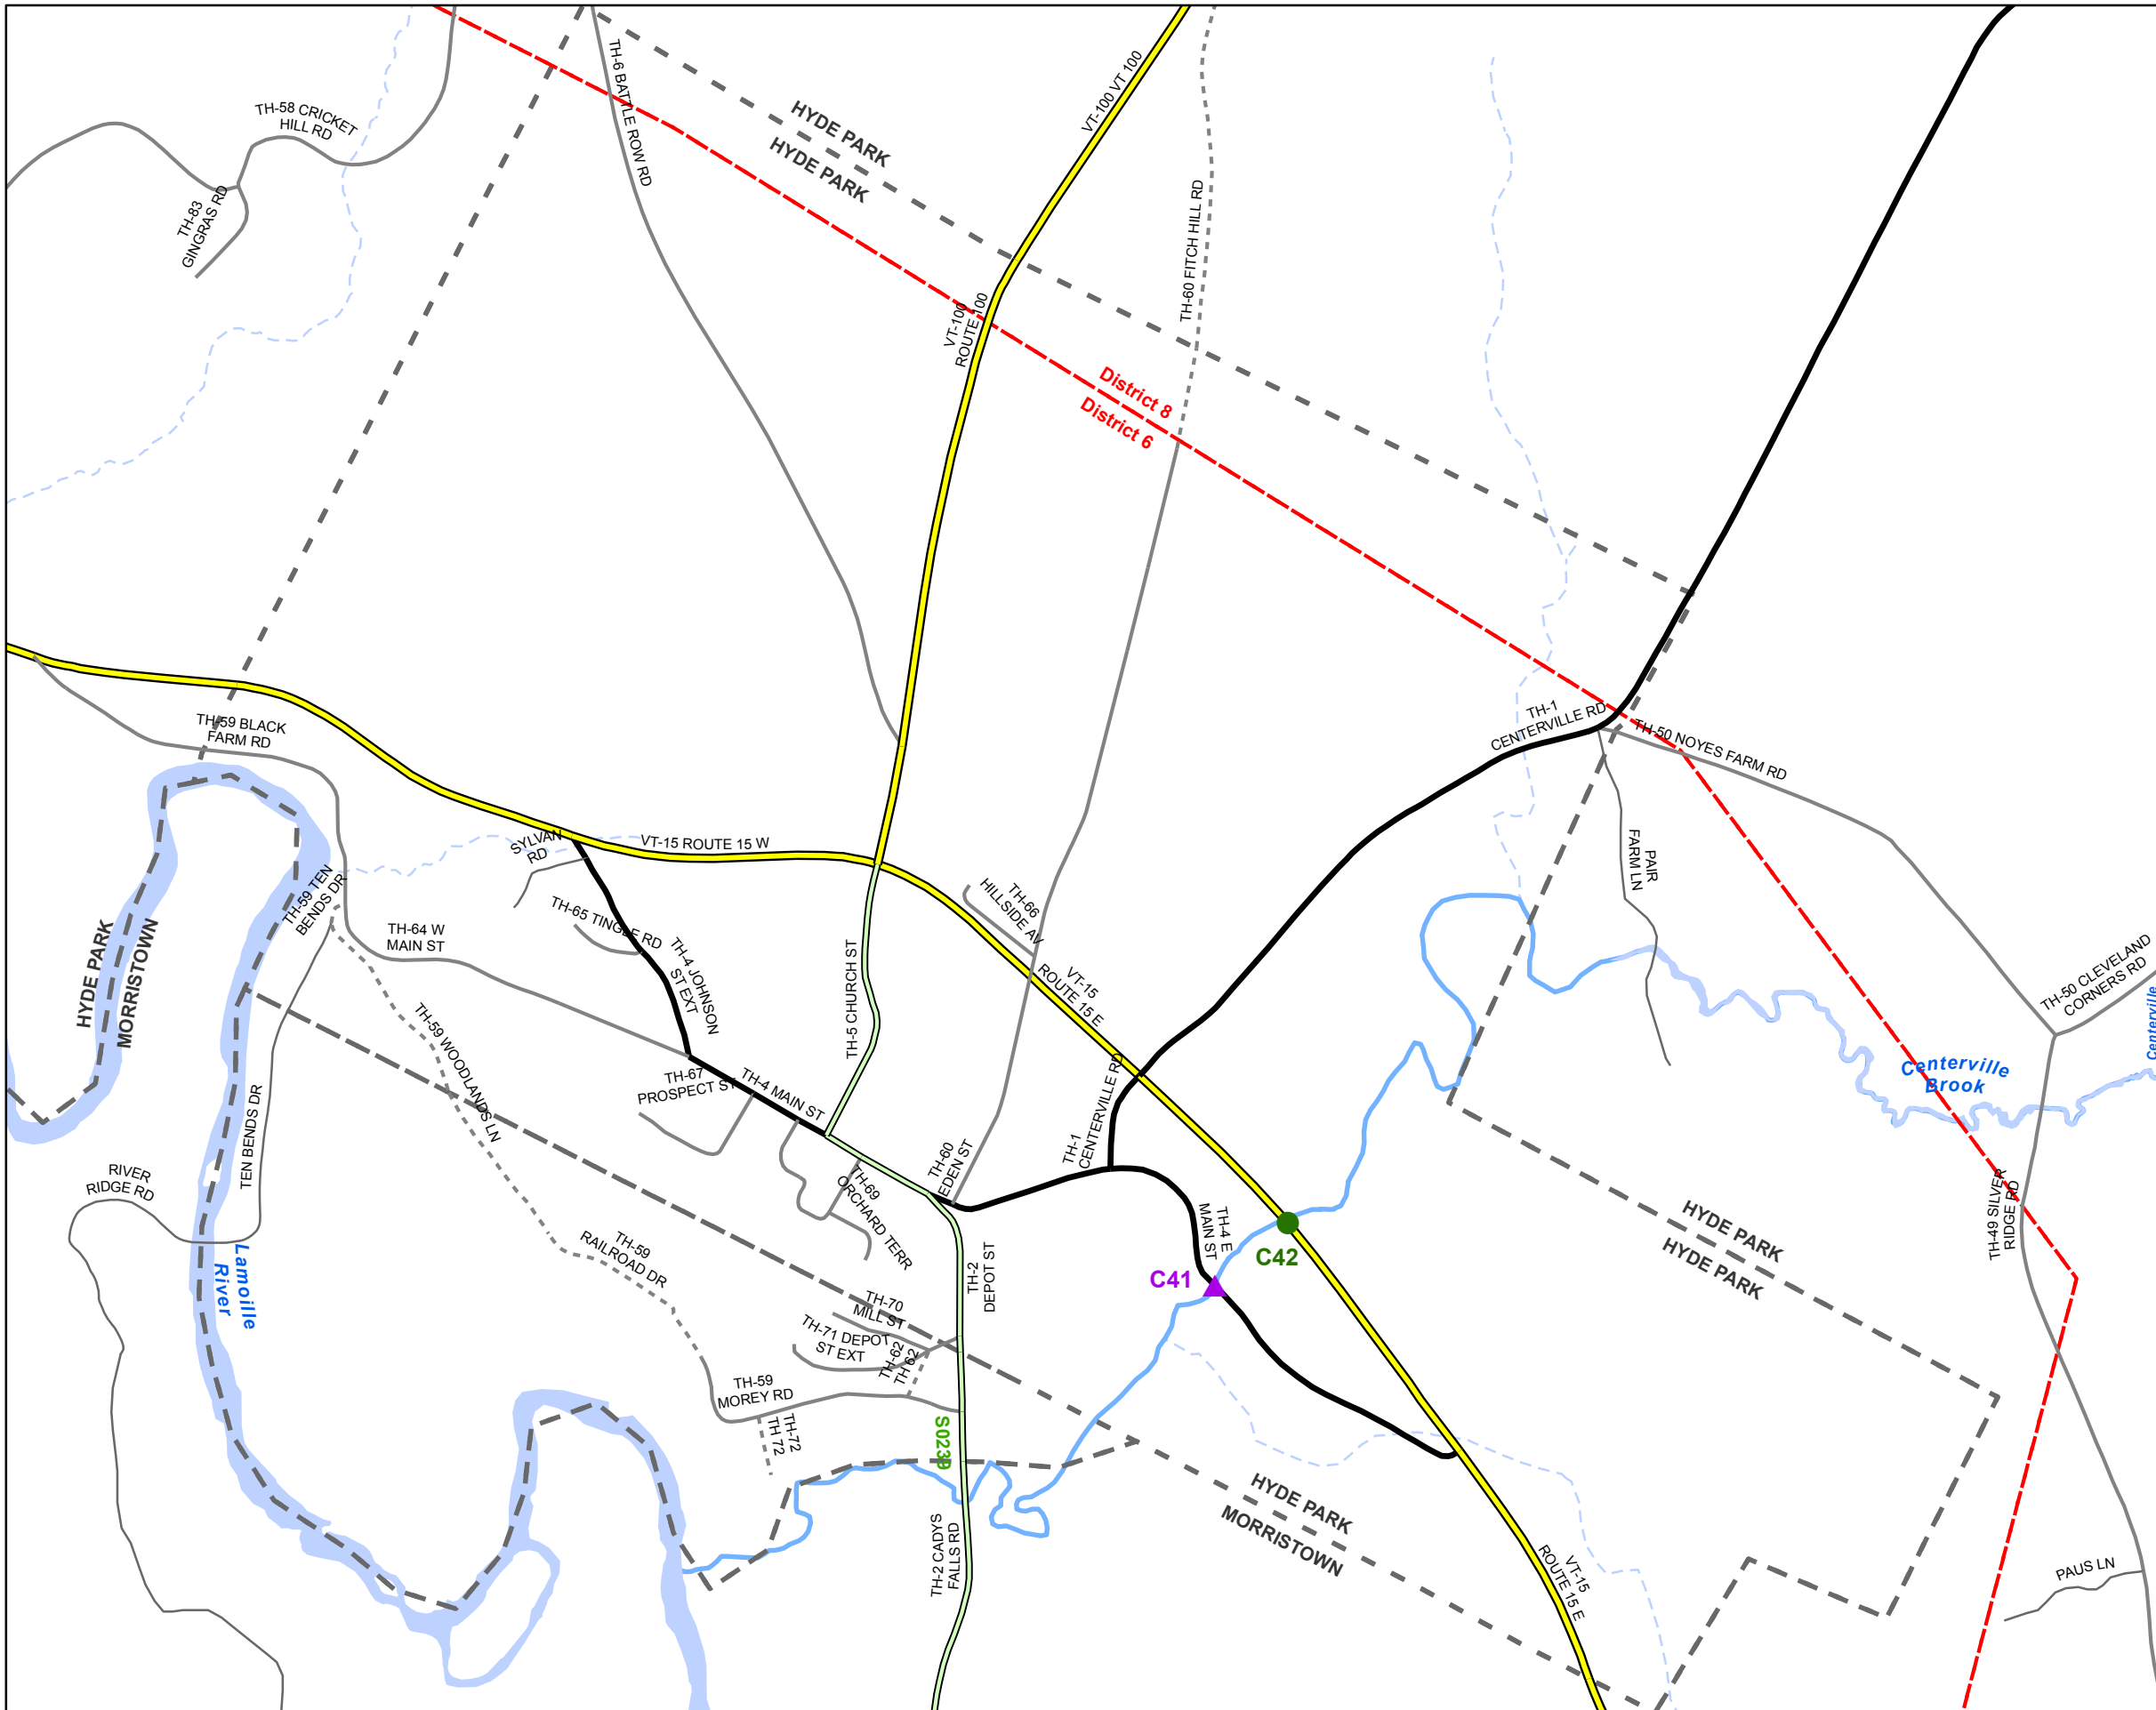 TH-58 CRICKET
HILL RD
TH-83
GINGRAS RD
TH-6 BATTLE ROW RD
HYDE PARK
HYDE PARK
VT-100 VT 100
TH-60 FITCH HILL RD
VT-100
ROUTE 100
District 8
District 6
TH-1
CENTERVILLE RD
TH-50 NOYES FARM RD
TH-59 BLACK
FARM RD
SYLVAN
RD
VT-15 ROUTE 15 W
PAIR
FARM LN
TH-59 TEN
BENDS DR
TH-65 TINGLE RD
TH-66
HILLSIDE AV
TH-64 W
MAIN ST
HYDE PARK
MORRISTOWN
TH-4 JOHNSON
ST EXT
TH-5 CHURCH ST
VT-15
ROUTE 15 E
TH-50 CLEVELAND
CORNERS RD
Centerville
TH-59 WOODLANDS LN
Centerville
Brook
TH-67
PROSPECT ST
TH-4 MAIN ST
TEN BENDS DR
TH-1
CENTERVILLE RD
TH-60
EDEN ST
RIVER
RIDGE RD
TH-69
ORCHARD TERR
TH-4 E
MAIN ST
TH-49 SILVER
RIDGE RD
HYDE PARK
HYDE PARK
Lamoille
River
TH-59
RAILROAD DR
TH-2
DEPOT ST
C42
C41
TH-70
MILL ST
TH-71 DEPOT
ST EXT
TH-62
TH 62
TH-59
MOREY RD
TH-72
TH 72
S0239
HYDE PARK
MORRISTOWN
TH-2 CADYS
FALLS RD
VT-15
ROUTE 15 E
PAUS LN